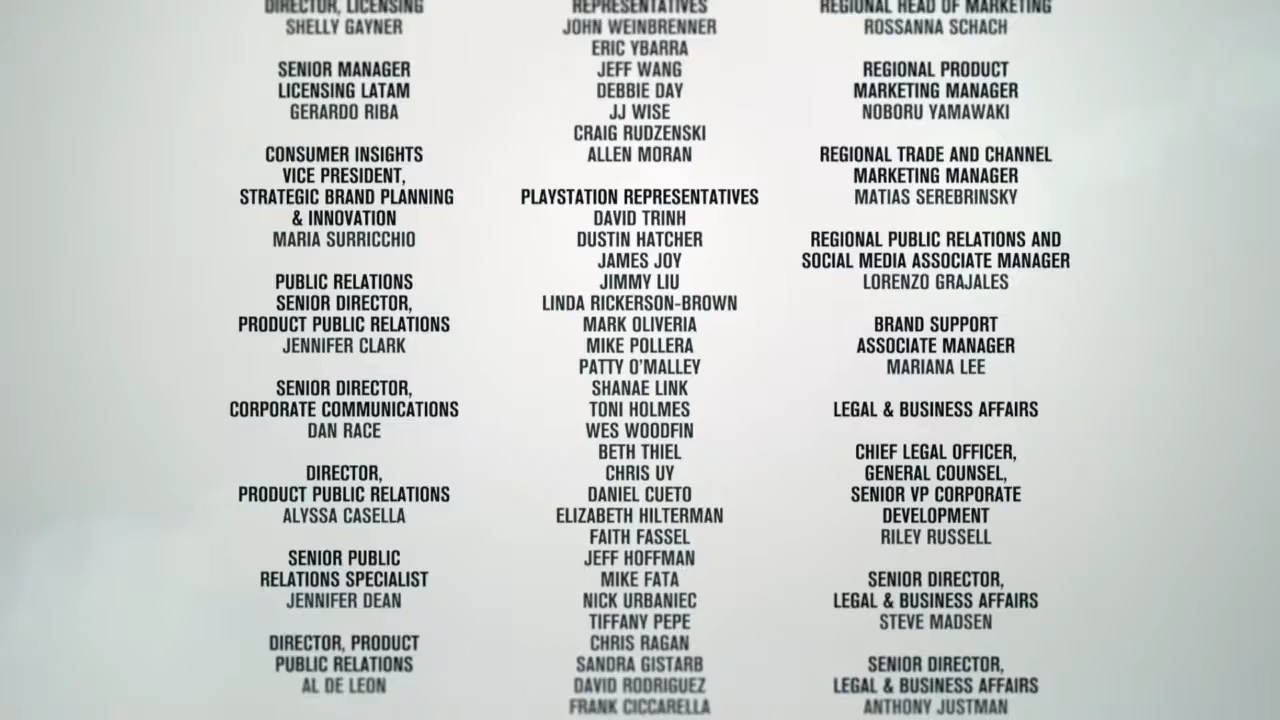 DIRECTOR, LICENSING
SHELLY GAYNER
SENIOR MANAGER
LICENSING LATAM
GERARDO RIBA
CONSUMER INSIGHTS
VICE PRESIDENT,
STRATEGIC BRAND PLANNING
& INNOVATION
MARIA SURRICCHIO
PUBLIC RELATIONS
SENIOR DIRECTOR,
PRODUCT PUBLIC RELATIONS
JENNIFER CLARK
SENIOR DIRECTOR,
CORPORATE COMMUNICATIONS
DAN RACE
DIRECTOR,
PRODUCT PUBLIC RELATIONS
ALYSSA CASELLA
SENIOR PUBLIC
RELATIONS SPECIALIST
JENNIFER DEAN
DIRECTOR, PRODUCT
PUBLIC RELATIONS
AL DE LEON
REPRESENTATIVES
JOHN WEINBRENNER
ERIC YBARRA
JEFF WANG
DEBBIE DAY
JJ WISE
CRAIG RUDZENSKI
ALLEN MORAN
PLAYSTATION REPRESENTATIVES
DAVID TRINH
DUSTIN HATCHER
JAMES JOY
JIMMY LIU
LINDA RICKERSON-BROWN
MARK OLIVERIA
MIKE POLLERA
PATTY O'MALLEY
SHANAE LINK
TONI HOLMES
WES WOODFIN
BETH THIEL
CHRIS UY
DANIEL CUETO
ELIZABETH HILTERMAN
FAITH FASSEL
JEFF HOFFMAN
MIKE FATA
NICK URBANIEC
TIFFANY PEPE
CHRIS RAGAN
SANDRA GISTARB
DAVID RODRIGUEZ
FRANK CICCARELLA
REGIONAL HEAD OF MARKETING
ROSSANNA SCHACH
REGIONAL PRODUCT
MARKETING MANAGER
NOBORU YAMAWAKI
REGIONAL TRADE AND CHANNEL
MARKETING MANAGER
MATIAS SEREBRINSKY
REGIONAL PUBLIC RELATIONS AND
SOCIAL MEDIA ASSOCIATE MANAGER
LORENZO GRAJALES
BRAND SUPPORT
ASSOCIATE MANAGER
MARIANA LEE
LEGAL & BUSINESS AFFAIRS
CHIEF LEGAL OFFICER,
GENERAL COUNSEL,
SENIOR VP CORPORATE
DEVELOPMENT
RILEY RUSSELL
SENIOR DIRECTOR,
LEGAL & BUSINESS AFFAIRS
STEVE MADSEN
SENIOR DIRECTOR,
LEGAL & BUSINESS AFFAIRS
ANTHONY JUSTMAN